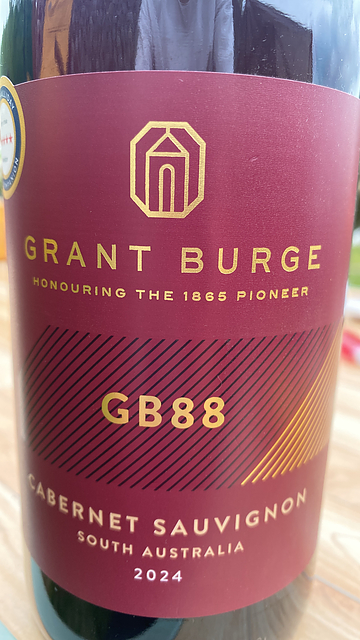 GRANT BURGE
HONOURING THE 1865 PIONEER
GB88
CABERNET SAUVIGNON
SOUTH AUSTRALIA
2024